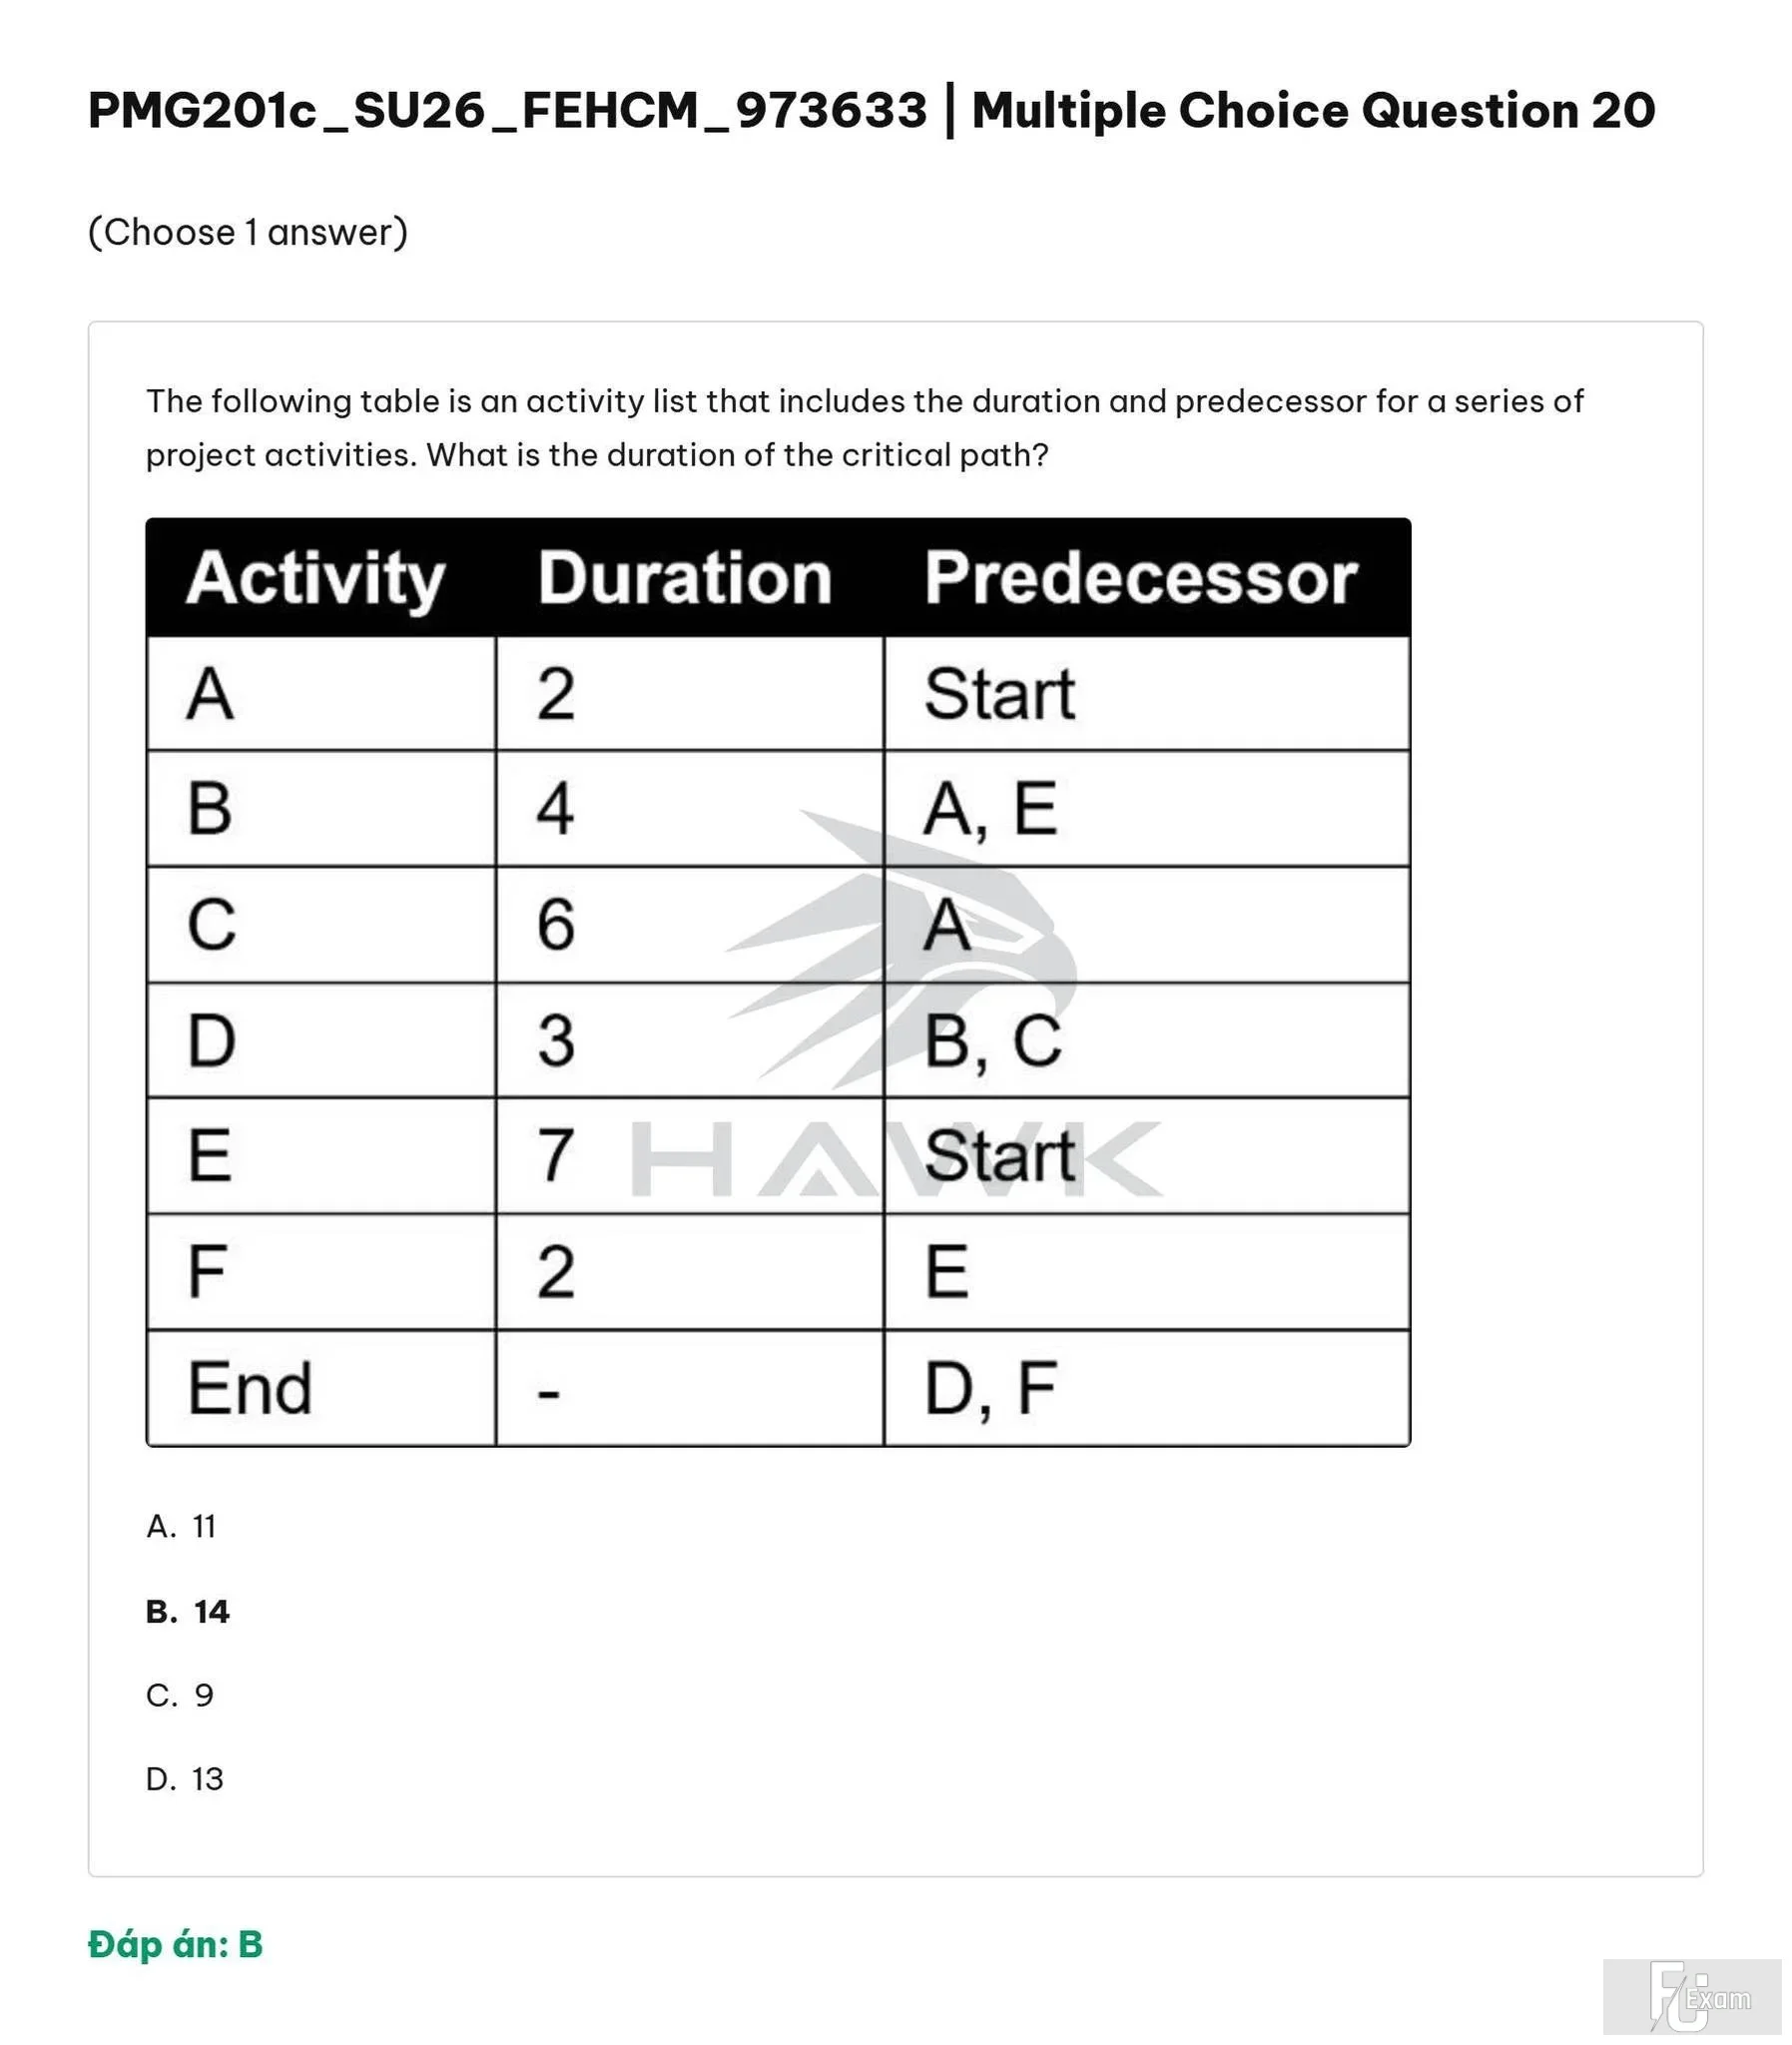 PMG201c_SU26_FEHCM_973633 | Multiple Choice Question 20
(Choose 1 answer)
The following table is an activity list that includes the duration and predecessor for a series of
project activities. What is the duration of the critical path?
Activity Duration Predecessor
A 2 Start
B 4 A, E
C 6 A
D 3 B, C
E 7 Start
F 2 E
End - D, F
HAWK
A. 11
B. 14
C. 9
D. 13
Đáp án: B
FU Exam